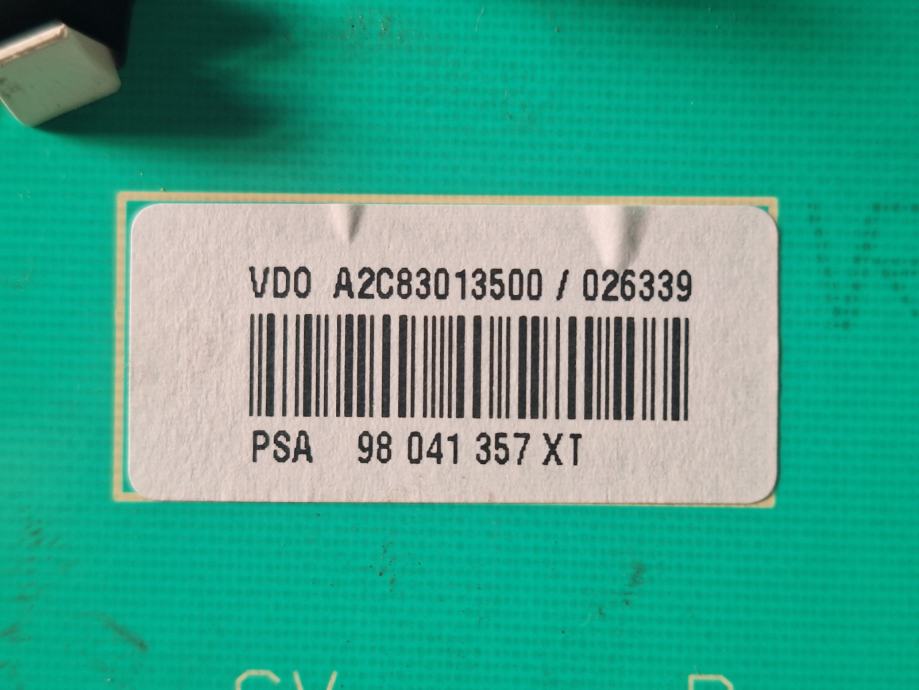 VDO A2C83013500 / 026339
PSA 98 041 357 XT